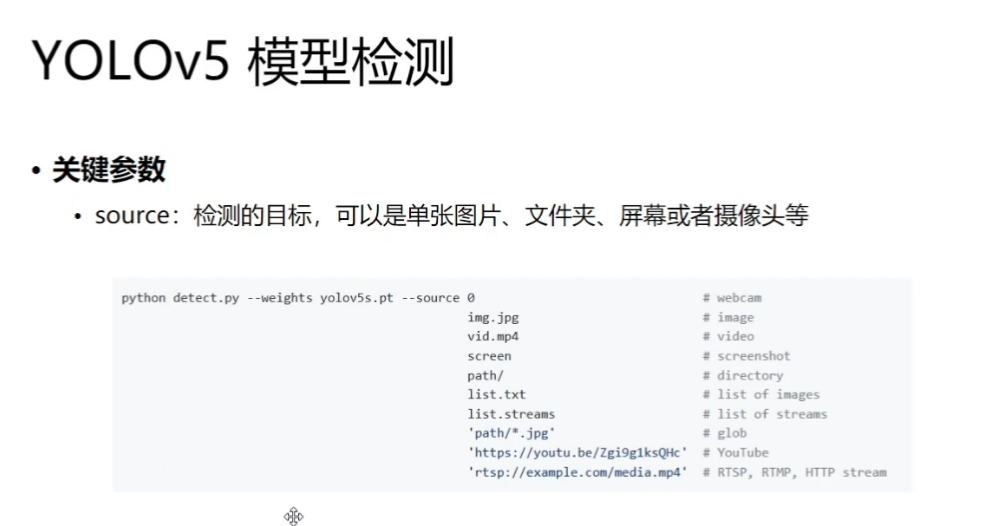 YOLOv5 模型检测
• 关键参数
• source：检测的目标，可以是单张图片、文件夹、屏幕或者摄像头等
python detect.py --weights yolov5s.pt --source 0 # webcam
img.jpg # image
vid.mp4 # video
screen # screenshot
path/ # directory
list.txt # list of images
list.streams # list of streams
'path/*.jpg' # glob
'https://youtu.be/Zgi9g1ksQHc' # YouTube
'rtsp://example.com/media.mp4' # RTSP, RTMP, HTTP stream